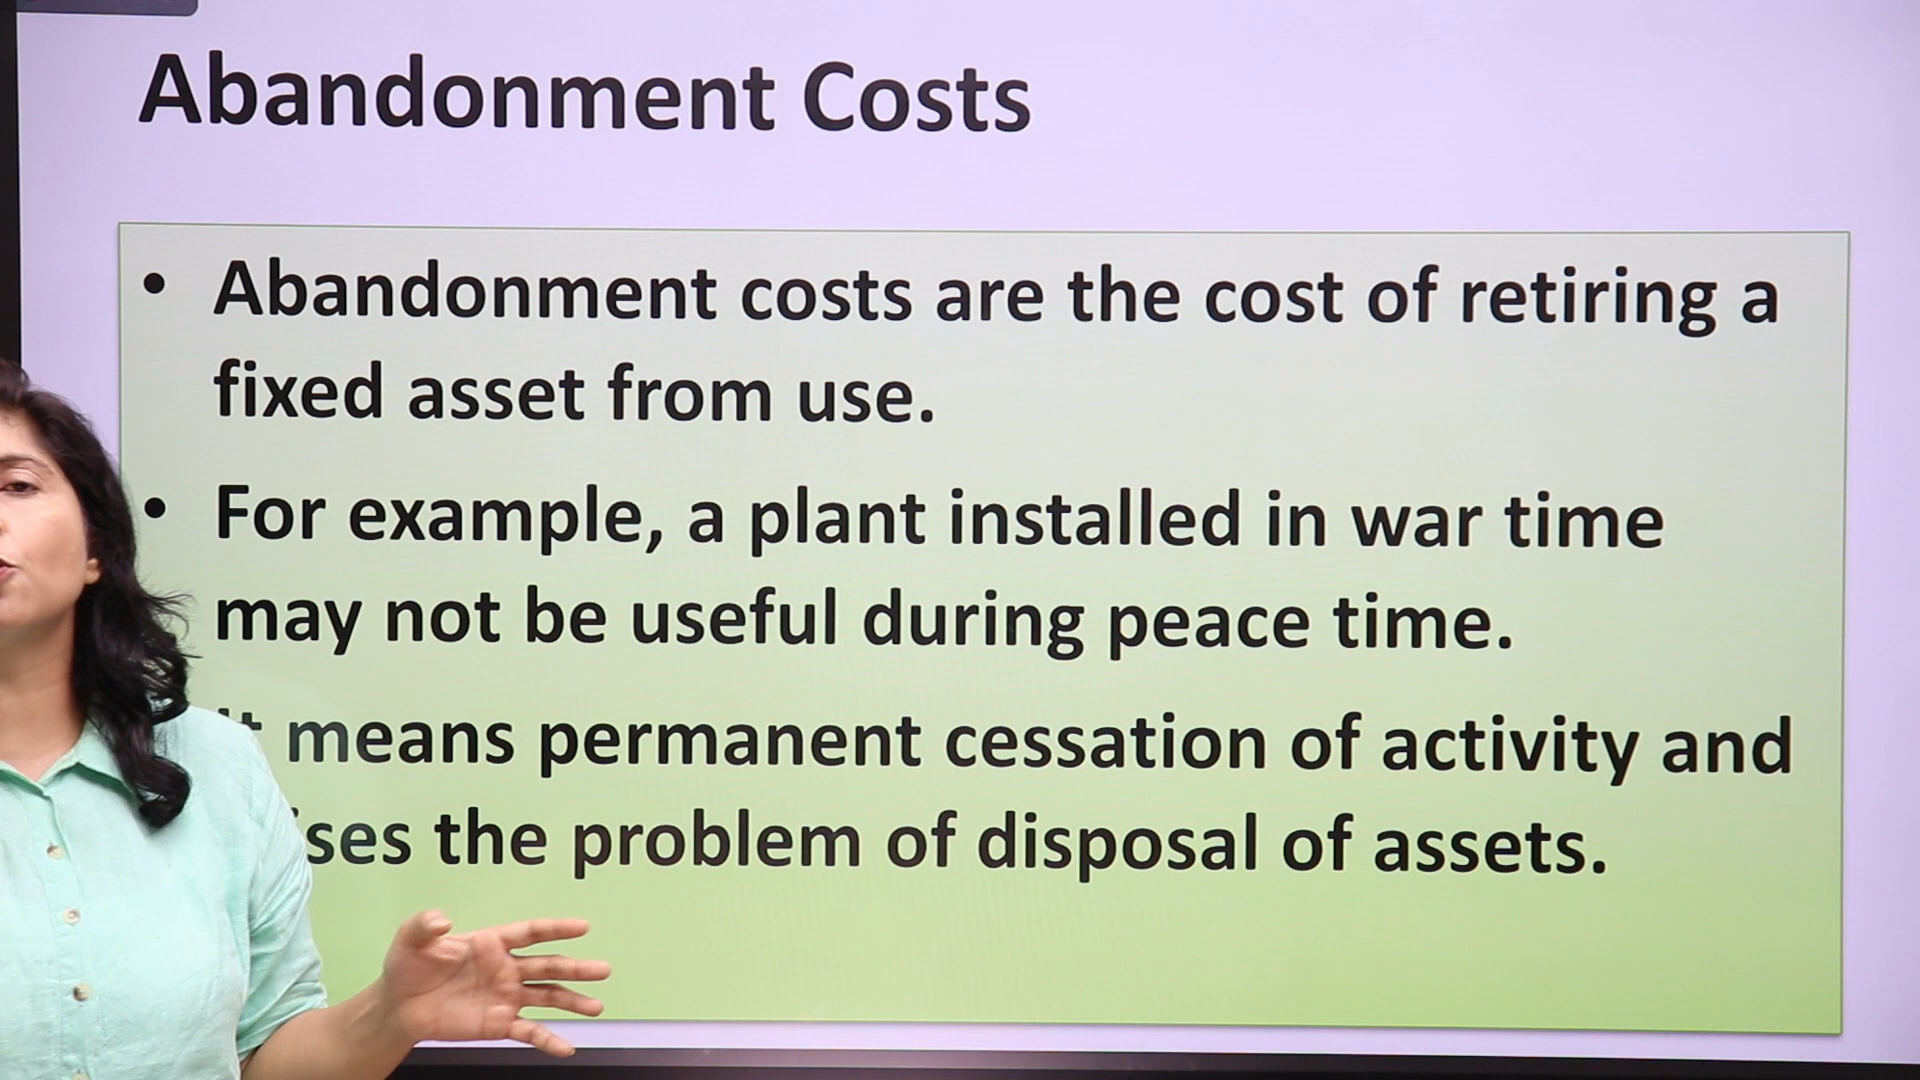 Abandonment Costs
• Abandonment costs are the cost of retiring a
fixed asset from use.
• For example, a plant installed in war time
may not be useful during peace time.
It means permanent cessation of activity and
the problem of disposal of assets.